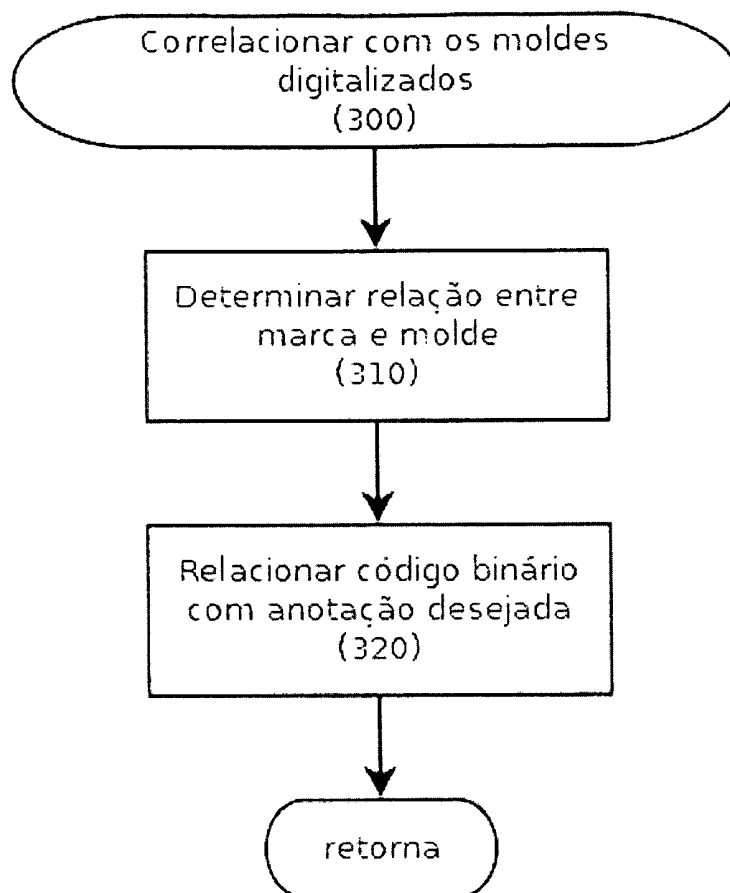 Correlacionar com os moldes
digitalizados
(300)
Determinar relação entre
marca e molde
(310)
Relacionar código binário
com anotação desejada
(320)
retorna